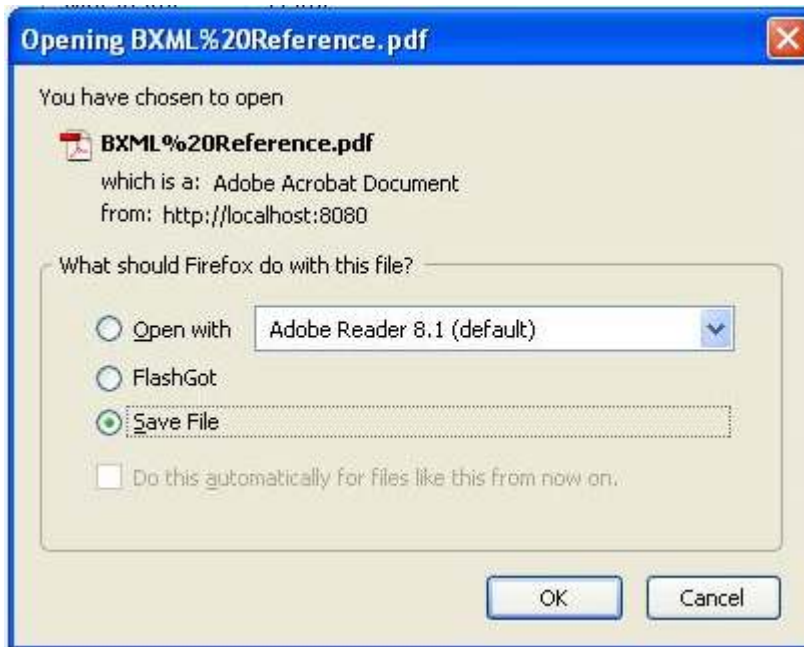 Opening BXML%20Reference.pdf
You have chosen to open
BXML%20Reference.pdf
which is a: Adobe Acrobat Document
from: http://localhost:8080
What should Firefox do with this file?
Open with Adobe Reader 8.1 (default)
FlashGot
Save File
Do this automatically for files like this from now on.
OK Cancel